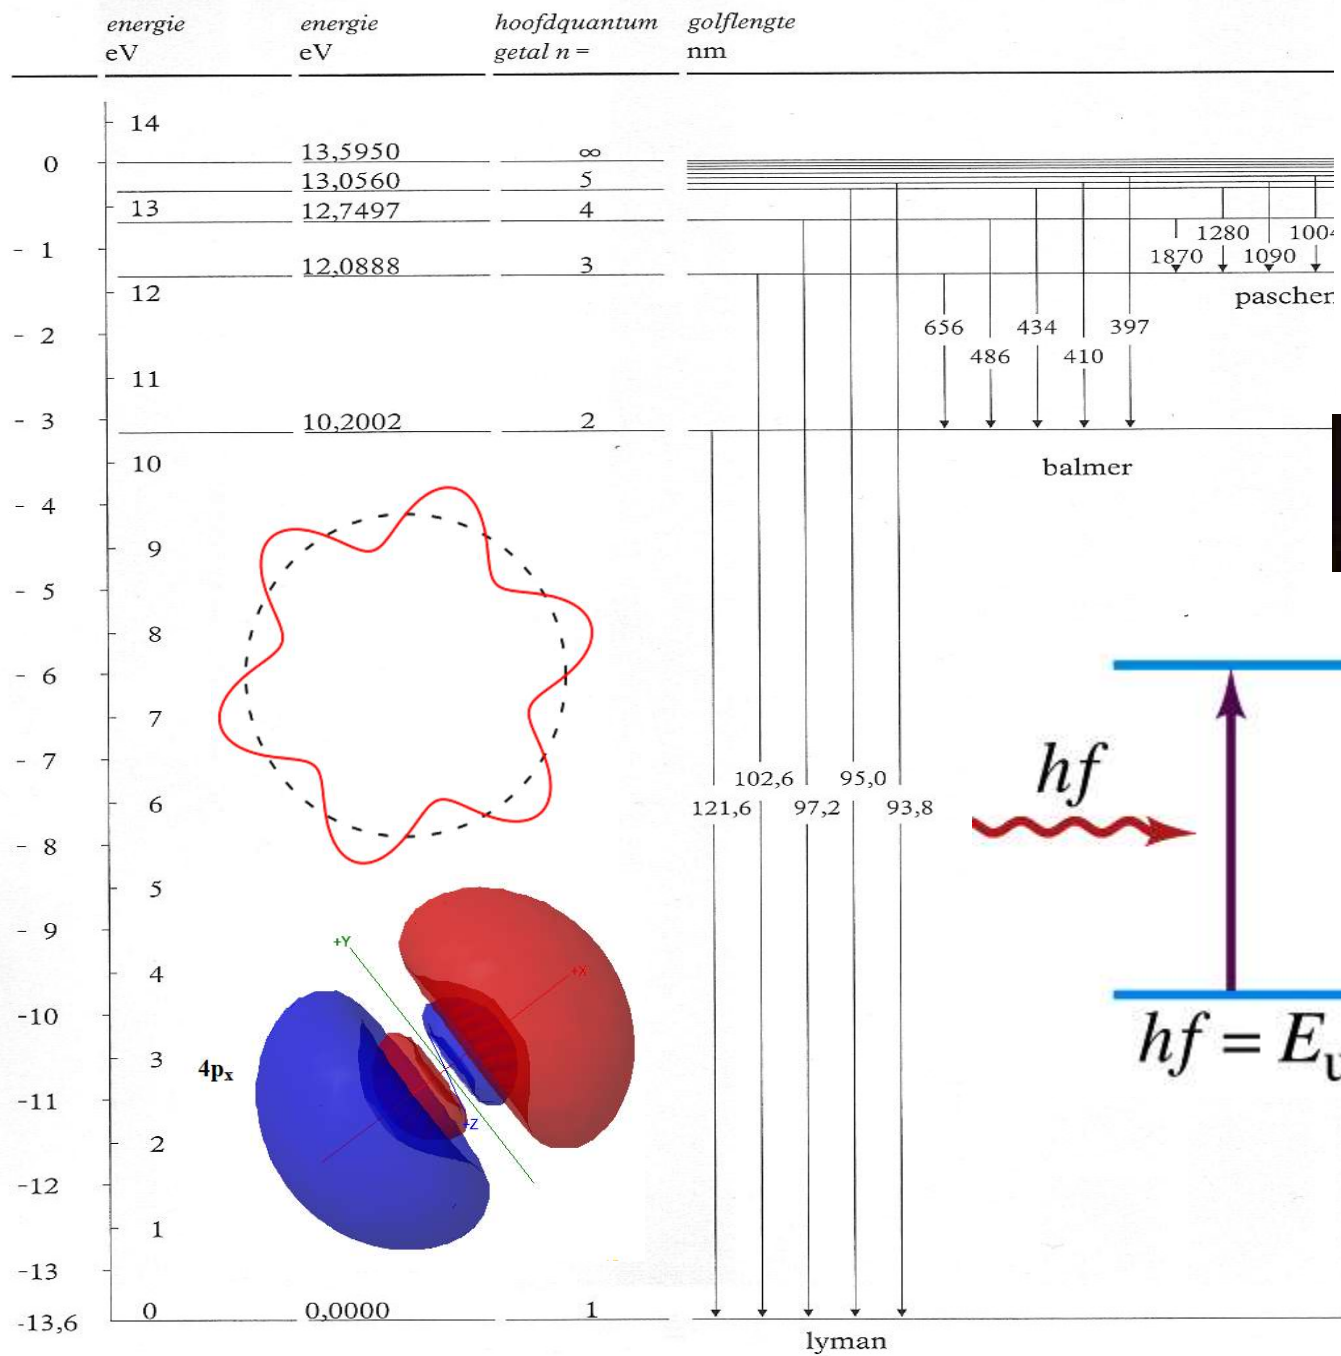 energie energie hoofdquantum golflengte
eV eV getal n = nm
14
13,5950 ∞
0
13,0560 5
13 12,7497 4
1280 1004
- 1 1870 1090
12,0888 3
12 paschen
656 434 397
- 2
486 410
11
- 3 10,2002 2
10 balmer
- 4
9
- 5
8
- 6
7
- 7 hf
102,6 95,0
6 121,6 97,2 93,8
- 8
5
- 9
+Y
4 +X
-10
hf = Eu
3
4px
-11
+Z
2
-12
1
-13
0 0,0000 1
-13,6
lyman